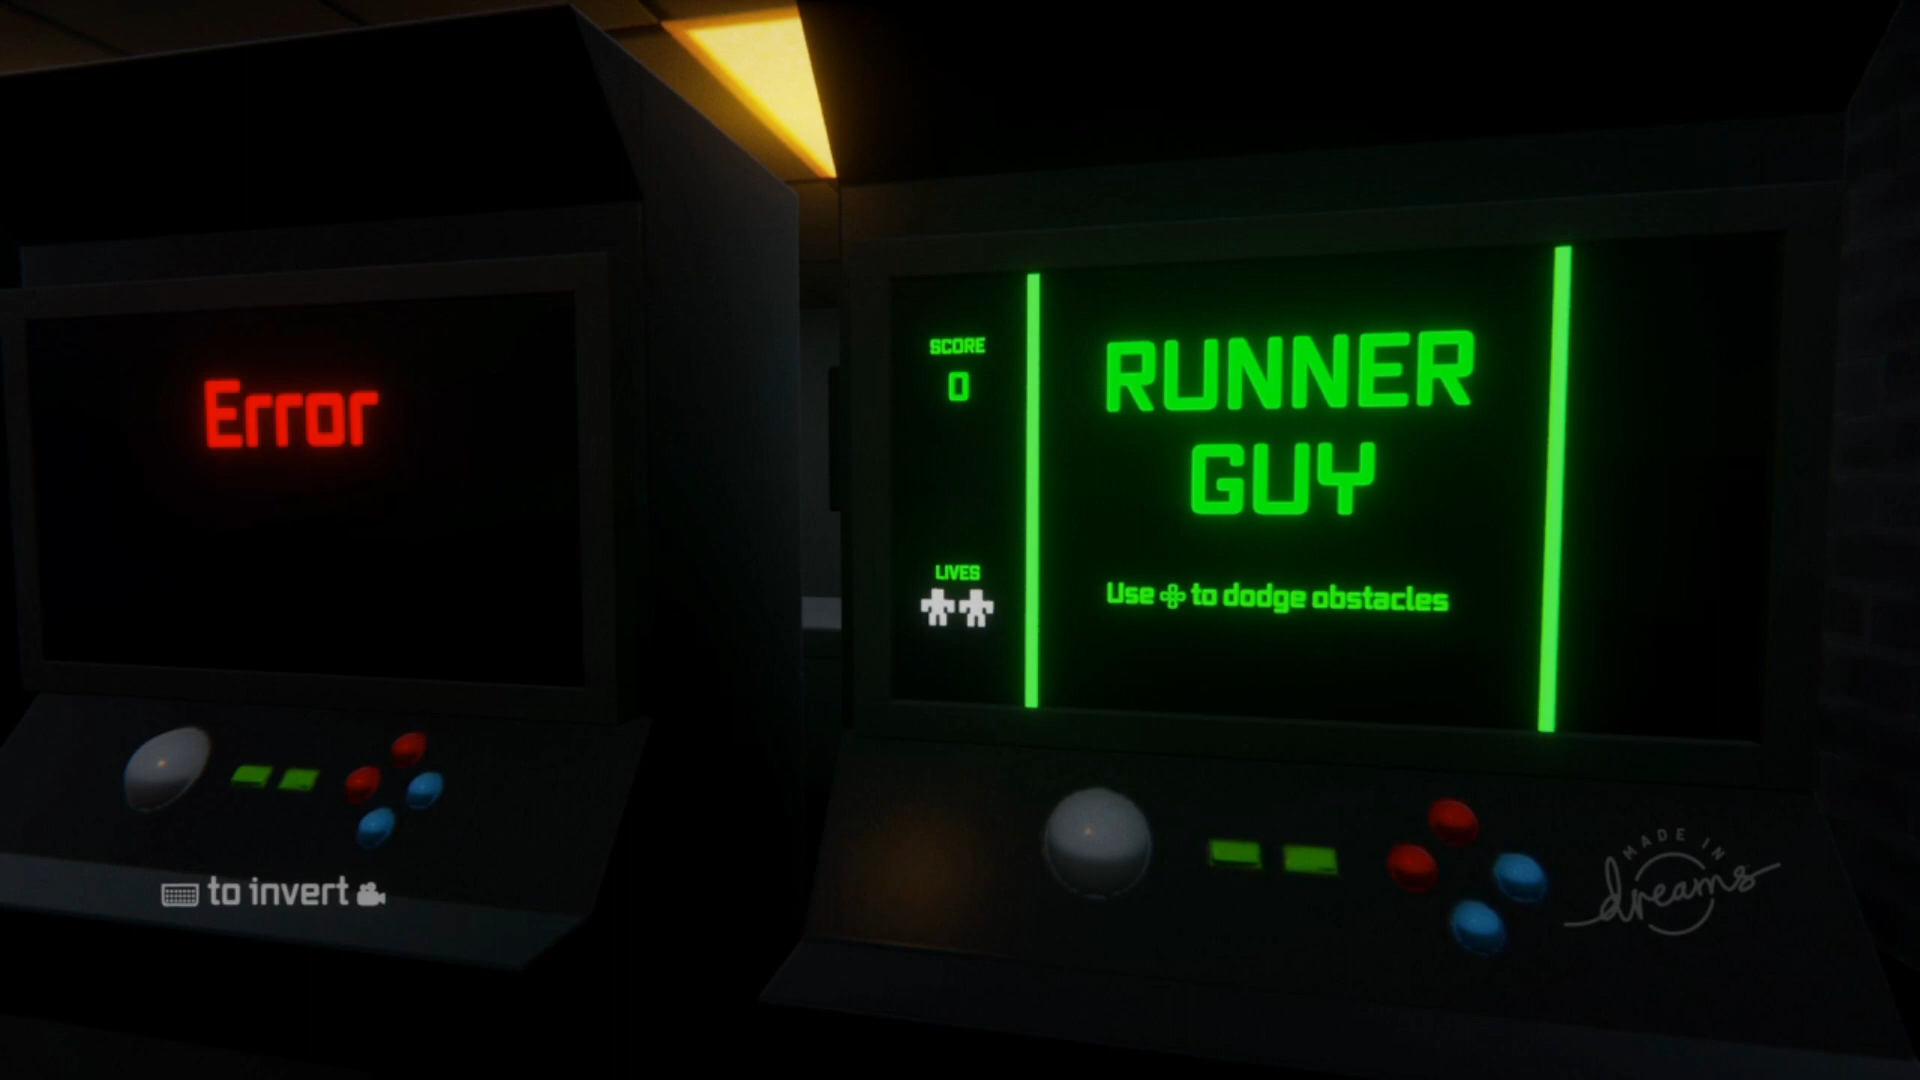 Error
SCORE
0
RUNNER
GUY
LIVES
Use to dodge obstacles
to invert
MADE IN
dreams